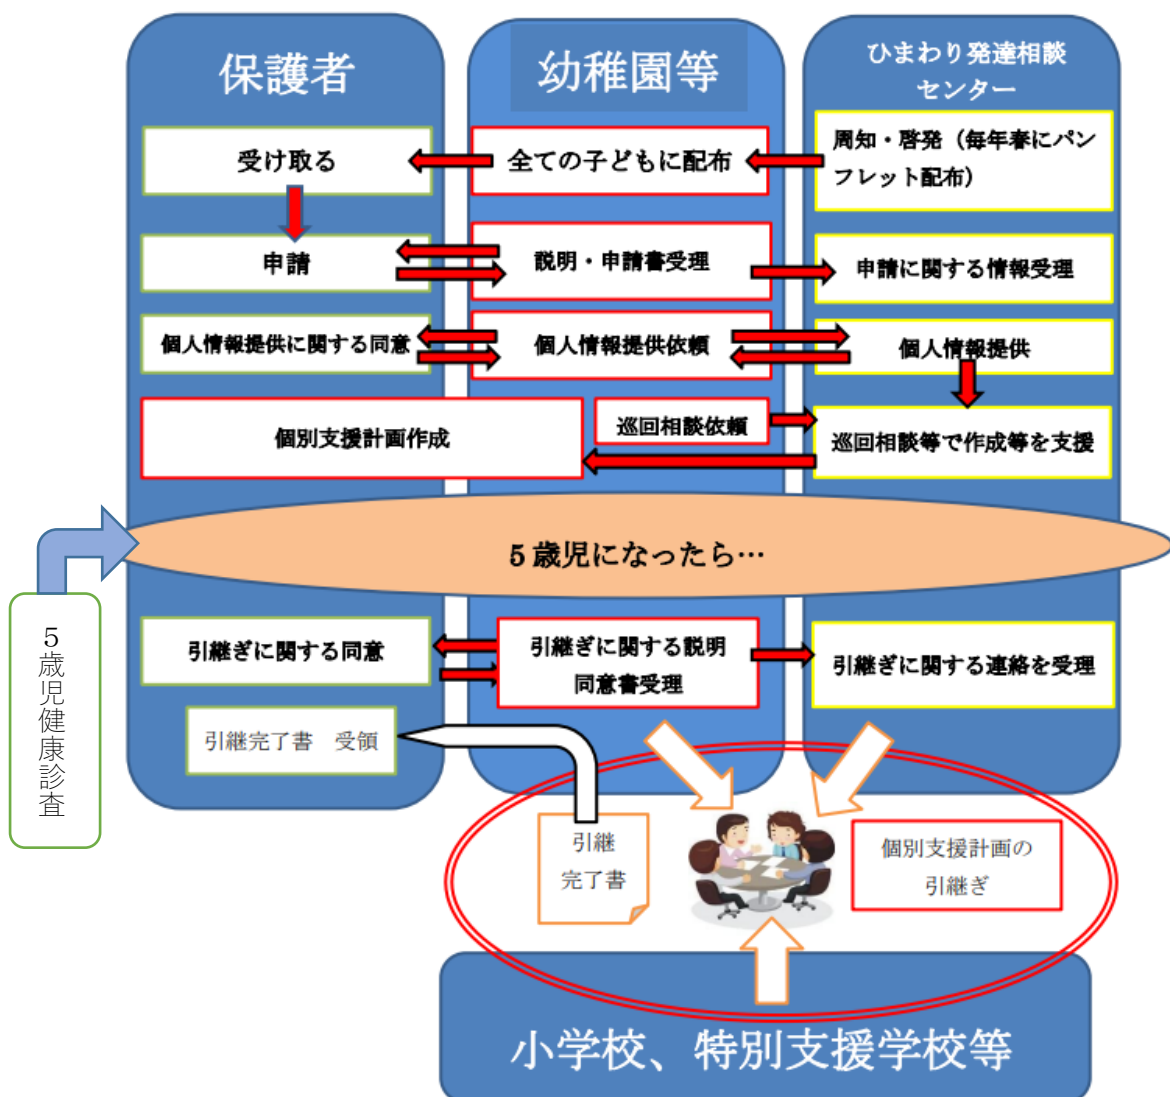 保護者
幼稚園等
ひまわり発達相談
センター
受け取る
全ての子どもに配布
周知・啓発（毎年春にパン
フレット配布）
申請
説明・申請書受理
申請に関する情報受理
個人情報提供に関する同意
個人情報提供依頼
個人情報提供
個別支援計画作成
巡回相談依頼
巡回相談等で作成等を支援
５歳児になったら…
５歳児健康診査
引継ぎに関する同意
引継ぎに関する説明
同意書受理
引継ぎに関する連絡を受理
引継完了書　受領
引継
完了書
個別支援計画の
引継ぎ
小学校、特別支援学校等